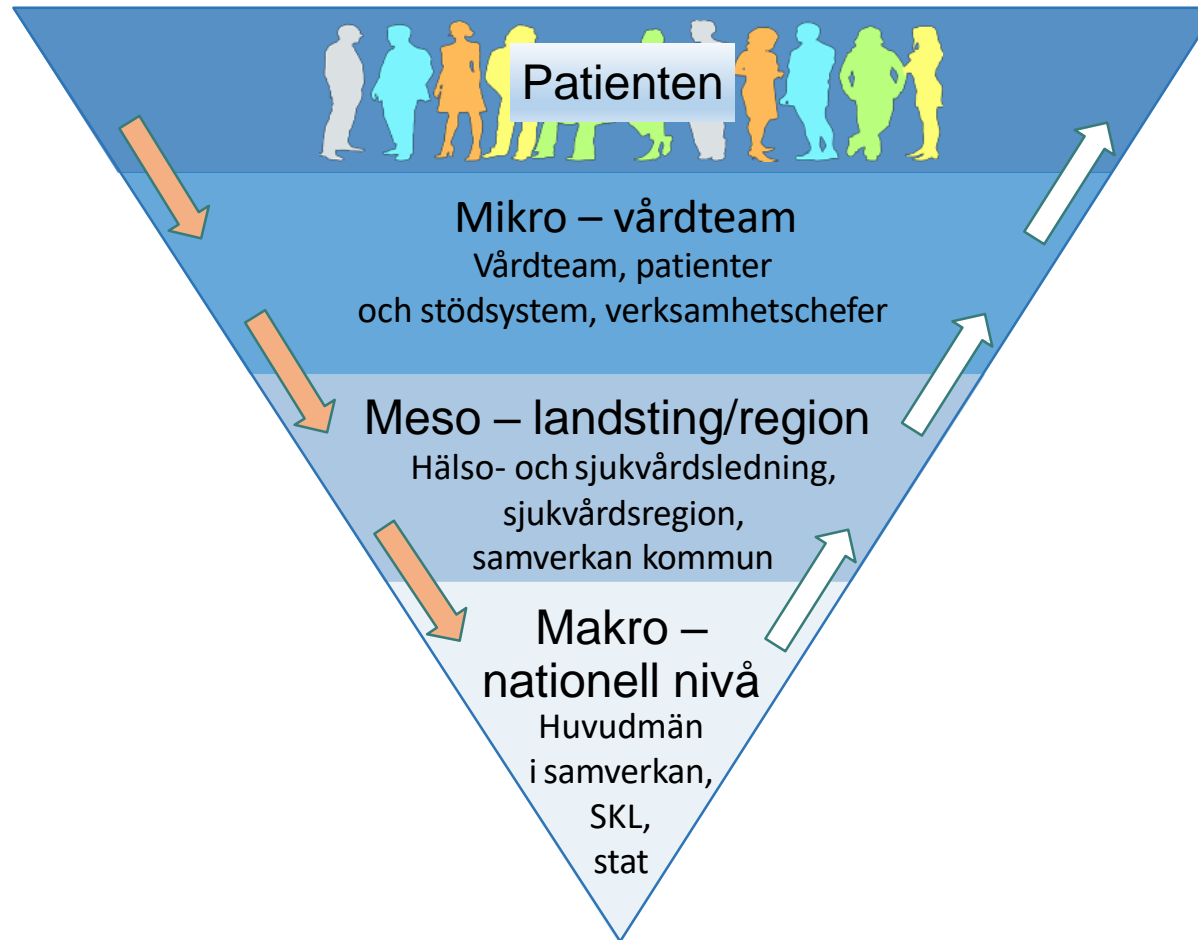 Patienten
Mikro – vårdteam
Vårdteam, patienter
och stödsystem, verksamhetschefer
Meso – landsting/region
Hälso- och sjukvårdsledning,
sjukvårdsregion,
samverkan kommun
Makro –
nationell nivå
Huvudmän
i samverkan,
SKL,
stat